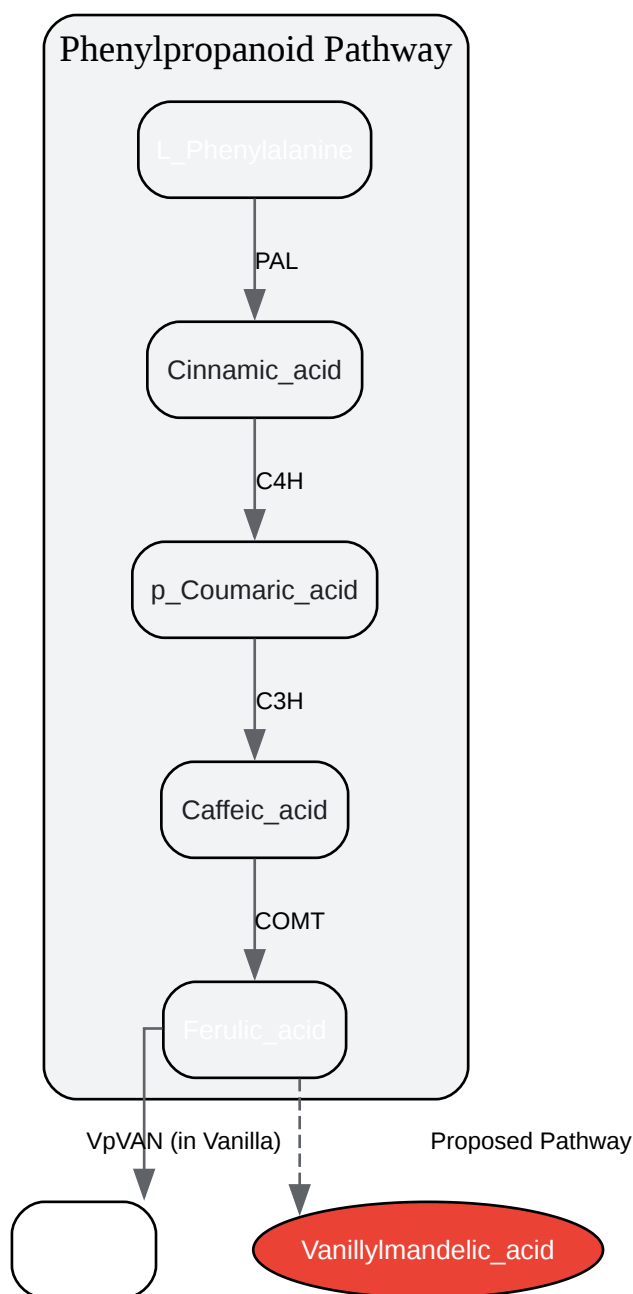 Phenylpropanoid Pathway
L_Phenylalanine
PAL
Cinnamic_acid
C4H
p_Coumaric_acid
C3H
Caffeic_acid
COMT
Ferulic_acid
VpVAN (in Vanilla)
Proposed Pathway
Vanillylmandelic_acid